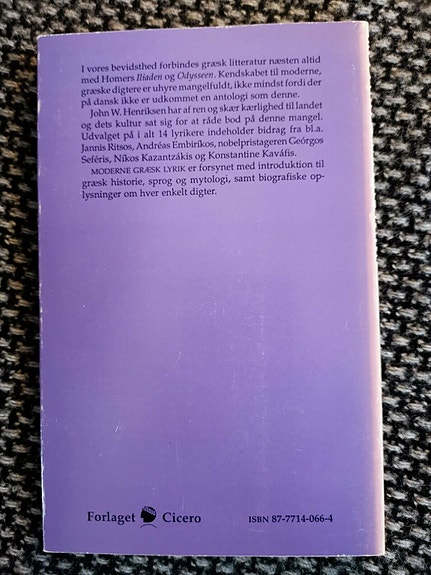 I vores bevidsthed forbindes græsk litteratur næsten altid
med Homers Iliaden og Odysseen. Kendskabet til moderne,
græske digtere er uhyre mangelfuldt, ikke mindst fordi der
på dansk ikke er udkommet en antologi som denne.
John W. Henriksen har af ren og skær kærlighed til landet
og dets kultur sat sig for at råde bod på denne mangel.
Udvalget på i alt 14 lyrikere indeholder bidrag fra bl.a.
Jannis Ritsos, Andréas Embiríkos, nobelpristageren Geórgos
Seféris, Níkos Kazantzákis og Konstantine Kaváfis.
MODERNE GRÆSK LYRIK er forsynet med introduktion til
græsk historie, sprog og mytologi, samt biografiske op-
lysninger om hver enkelt digter.
Forlaget Cicero
ISBN 87-7714-066-4